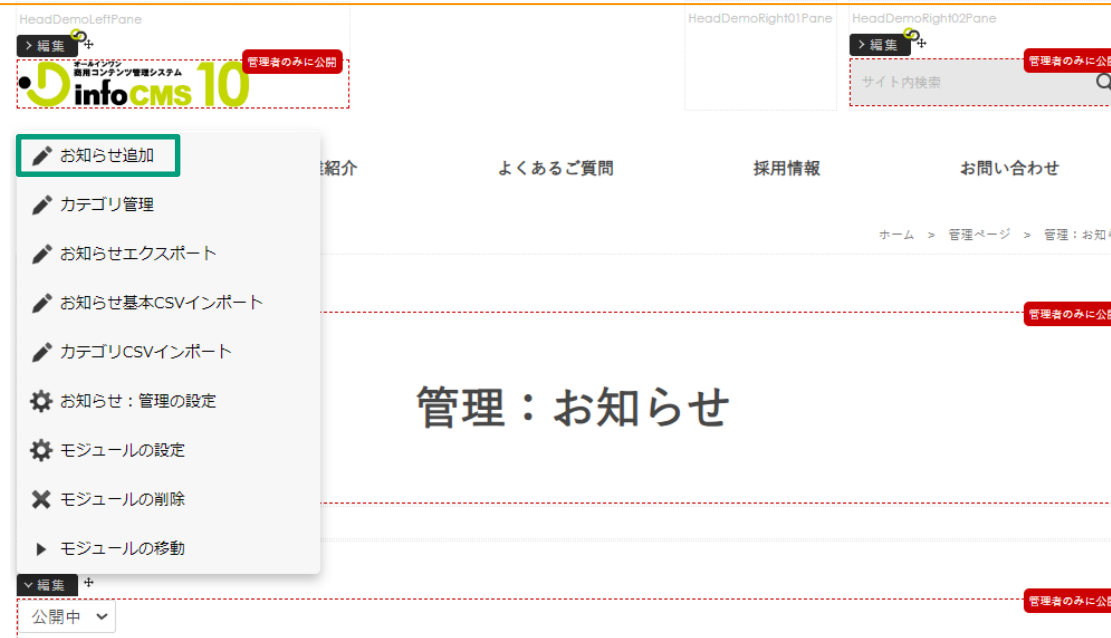 HeadDemoLeftPane
HeadDemoRight01Pane
HeadDemoRight02Pane
編集
管理者のみに公開
オールインワン
商用コンテンツ管理システム
infoCMS 10
編集
管理者のみに公開
サイト内検索
お知らせ追加
紹介
よくあるご質問
採用情報
お問い合わせ
カテゴリ管理
ホーム > 管理ページ > 管理：お知ら
お知らせエクスポート
お知らせ基本CSVインポート
管理者のみに公開
カテゴリCSVインポート
お知らせ：管理の設定
管理：お知らせ
モジュールの設定
モジュールの削除
モジュールの移動
編集
管理者のみに公開
公開中